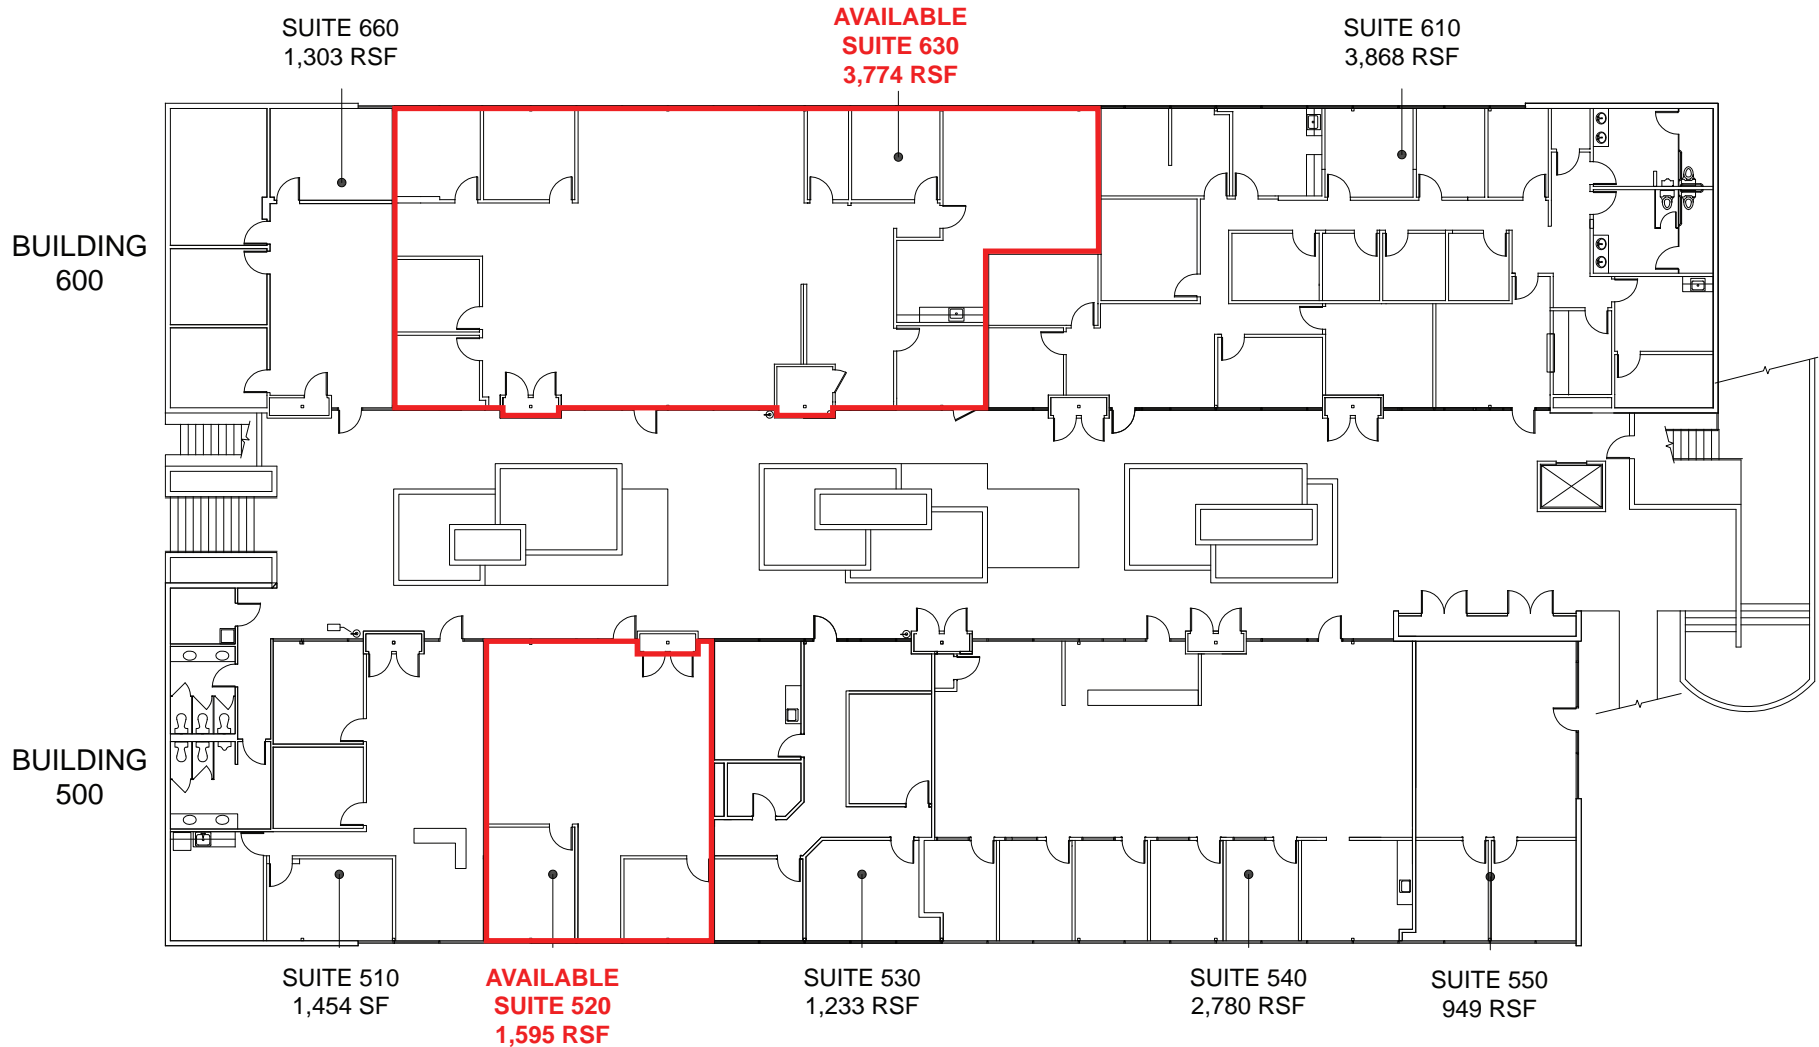 SUITE 660
1,303 RSF
AVAILABLE
SUITE 630
3,774 RSF
SUITE 610
3,868 RSF
BUILDING
600
BUILDING
500
SUITE 510
1,454 SF
AVAILABLE
SUITE 520
1,595 RSF
SUITE 530
1,233 RSF
SUITE 540
2,780 RSF
SUITE 550
949 RSF